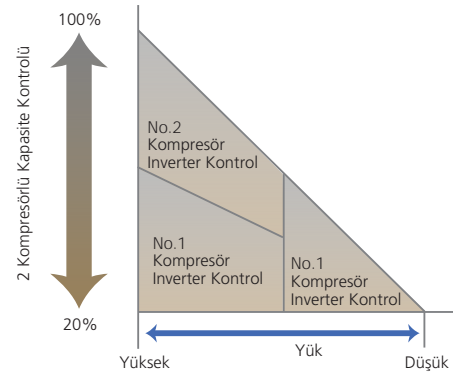 100%
2 Kompresörlü Kapasite Kontrolü
No.2
Kompresör
Inverter Kontrol
No.1
Kompresör
Inverter Kontrol
No.1
Kompresör
Inverter Kontrol
20%
Yüksek
Yük
Düşük